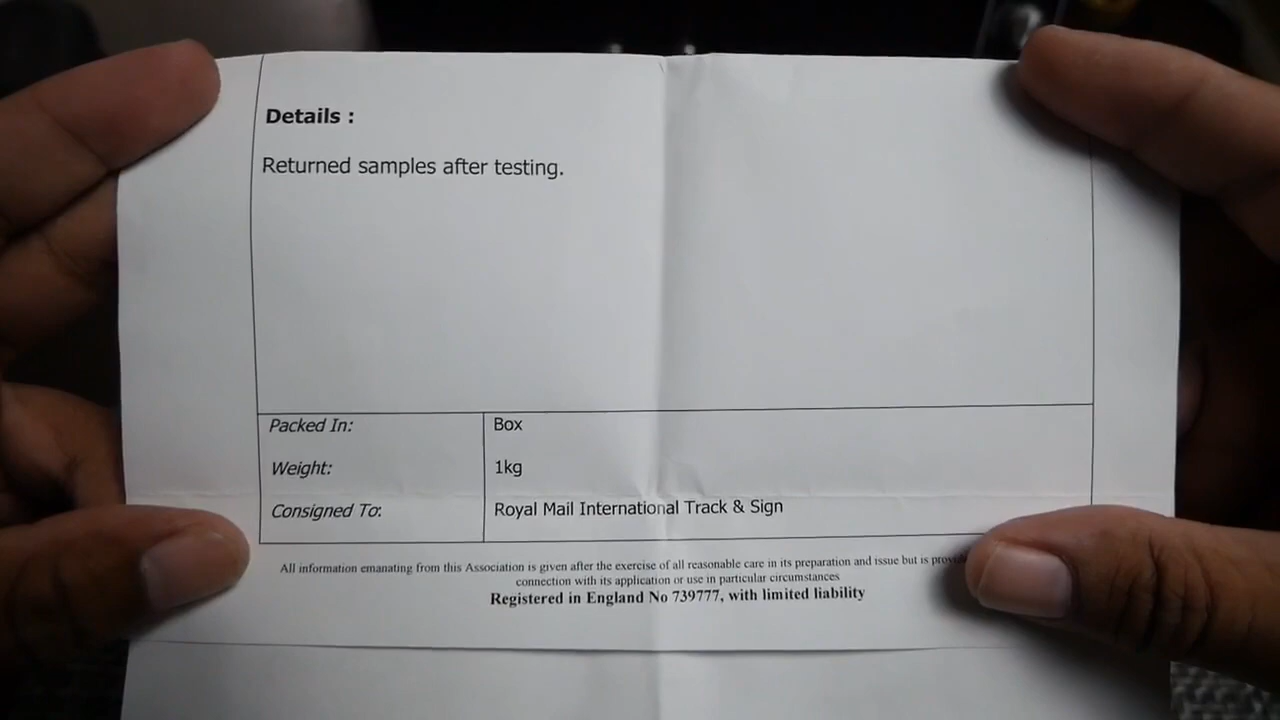 Details :
Returned samples after testing.
Packed In: Box
Weight: 1kg
Consigned To: Royal Mail International Track & Sign
All information emanating from this Association is given after the exercise of all reasonable care in its preparation and issue but is
connection with its application or use in particular circumstances
Registered in England No 739777, with limited liability